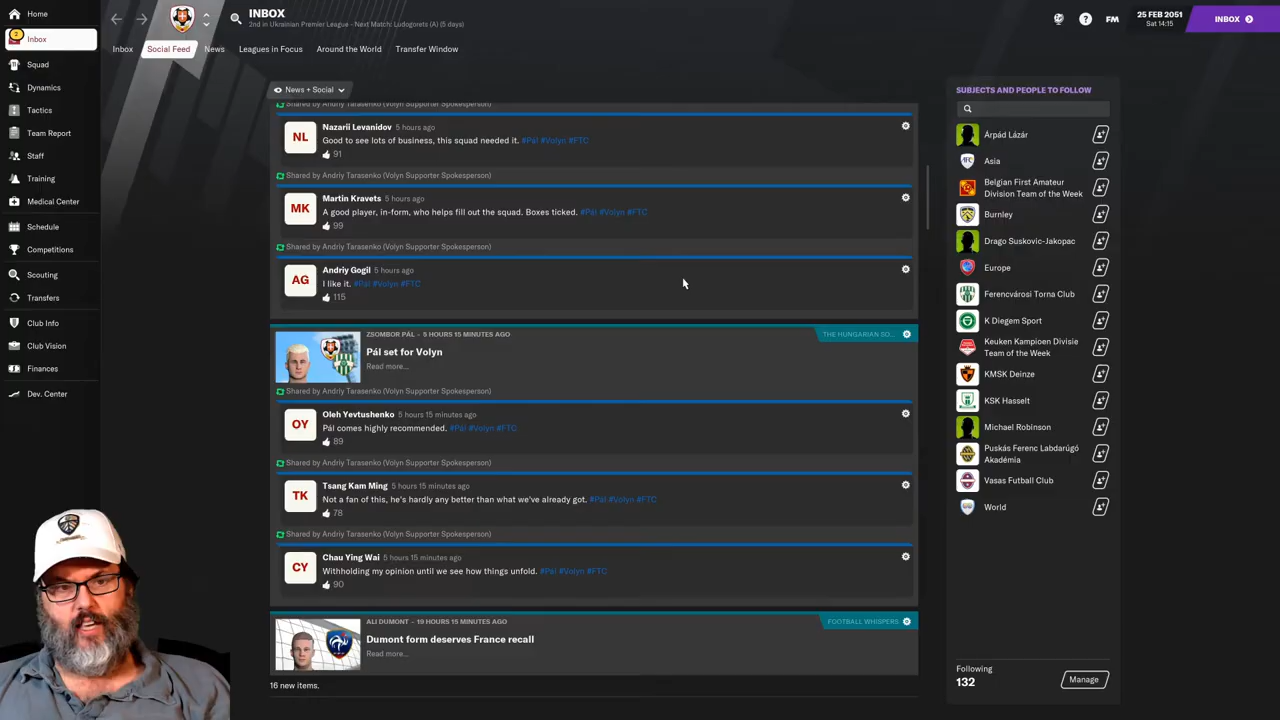 Home
2
Inbox
Squad
Dynamics
Tactics
Team Report
Staff
Training
Medical Center
Schedule
Competitions
Scouting
Transfers
Club Info
Club Vision
Finances
Dev. Center
INBOX
2nd in Ukrainian Premier League - Next Match: Ludogorets (A) (5 days)
FM
25 FEB 2051
Sat 14:15
INBOX
Inbox
Social Feed
News
Leagues in Focus
Around the World
Transfer Window
News + Social
Shared by Andriy Tarasenko (Volyn Supporter Spokesperson)
NL
Nazarii Levanidov 5 hours ago
Good to see lots of business, this squad needed it. #Pál #Volyn #FTC
91
Shared by Andriy Tarasenko (Volyn Supporter Spokesperson)
MK
Martin Kravets 5 hours ago
A good player, in-form, who helps fill out the squad. Boxes ticked. #Pál #Volyn #FTC
99
Shared by Andriy Tarasenko (Volyn Supporter Spokesperson)
AG
Andriy Gogil 5 hours ago
I like it. #Pál #Volyn #FTC
115
ZSOMBOR PÁL - 5 HOURS 15 MINUTES AGO
THE HUNGARIAN SO...
Pál set for Volyn
Read more...
Shared by Andriy Tarasenko (Volyn Supporter Spokesperson)
OY
Oleh Yevtushenko 5 hours 15 minutes ago
Pál comes highly recommended. #Pál #Volyn #FTC
89
Shared by Andriy Tarasenko (Volyn Supporter Spokesperson)
TK
Tsang Kam Ming 5 hours 15 minutes ago
Not a fan of this, he's hardly any better than what we've already got. #Pál #Volyn #FTC
78
Shared by Andriy Tarasenko (Volyn Supporter Spokesperson)
CY
Chau Ying Wai 5 hours 15 minutes ago
Withholding my opinion until we see how things unfold. #Pál #Volyn #FTC
90
ALI DUMONT - 19 HOURS 15 MINUTES AGO
FOOTBALL WHISPERS
Dumont form deserves France recall
Read more...
16 new items.
SUBJECTS AND PEOPLE TO FOLLOW
Árpád Lázár
Asia
Belgian First Amateur
Division Team of the Week
Burnley
Drago Suskovic-Jakopac
Europe
Ferencvárosi Torna Club
K Diegem Sport
Keuken Kampioen Divisie
Team of the Week
KMSK Deinze
KSK Hasselt
Michael Robinson
Puskás Ferenc Labdarúgó
Akadémia
Vasas Futball Club
World
Following
132
Manage